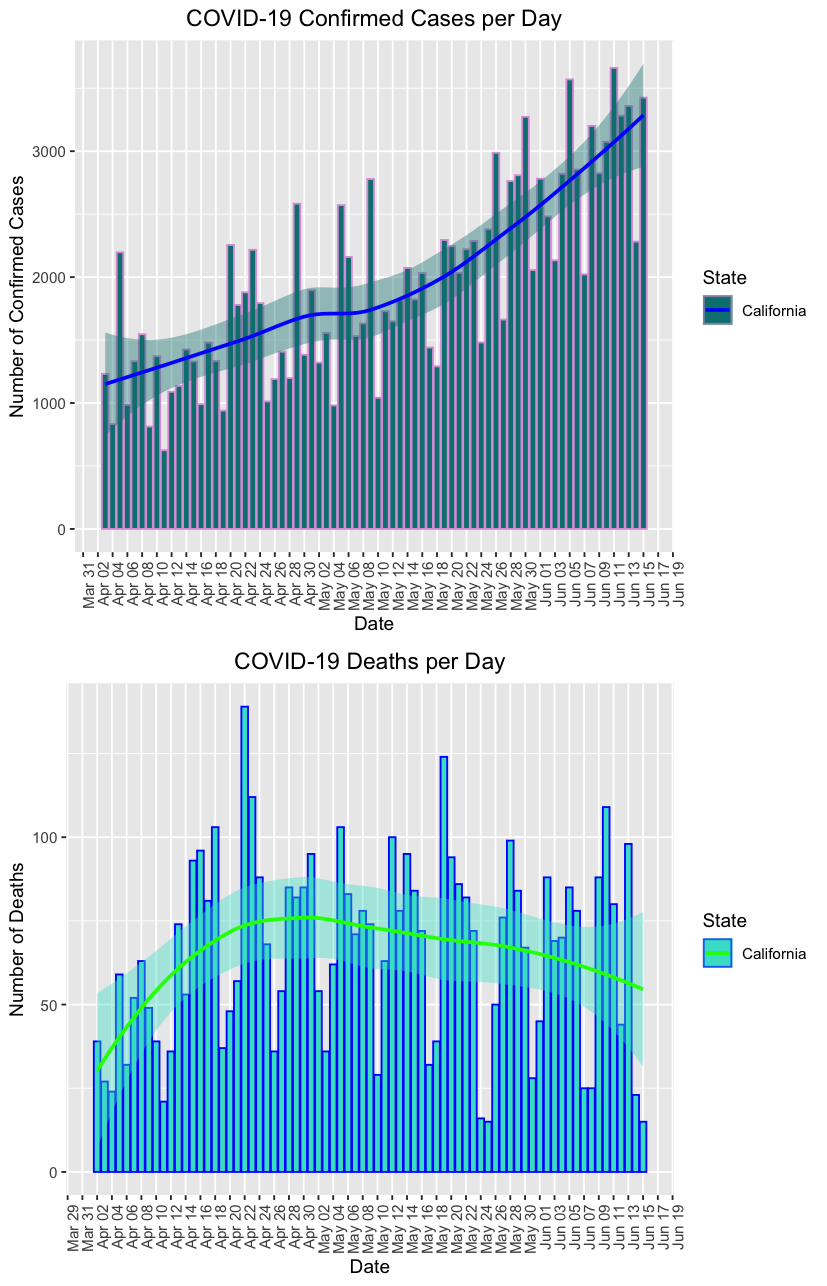 COVID-19 Confirmed Cases per Day
Number of Confirmed Cases
3000
2000
1000
0
Mar 31
Apr 02
Apr 04
Apr 06
Apr 08
Apr 10
Apr 12
Apr 14
Apr 16
Apr 18
Apr 20
Apr 22
Apr 24
Apr 26
Apr 28
Apr 30
May 02
May 04
May 06
May 08
May 10
May 12
May 14
May 16
May 18
May 20
May 22
May 24
May 26
May 28
May 30
Jun 01
Jun 03
Jun 05
Jun 07
Jun 09
Jun 11
Jun 13
Jun 15
Jun 17
Jun 19
Date
State
California
COVID-19 Deaths per Day
Number of Deaths
100
50
0
Mar 29
Mar 31
Apr 02
Apr 04
Apr 06
Apr 08
Apr 10
Apr 12
Apr 14
Apr 16
Apr 18
Apr 20
Apr 22
Apr 24
Apr 26
Apr 28
Apr 30
May 02
May 04
May 06
May 08
May 10
May 12
May 14
May 16
May 18
May 20
May 22
May 24
May 26
May 28
May 30
Jun 01
Jun 03
Jun 05
Jun 07
Jun 09
Jun 11
Jun 13
Jun 15
Jun 17
Jun 19
Date
State
California